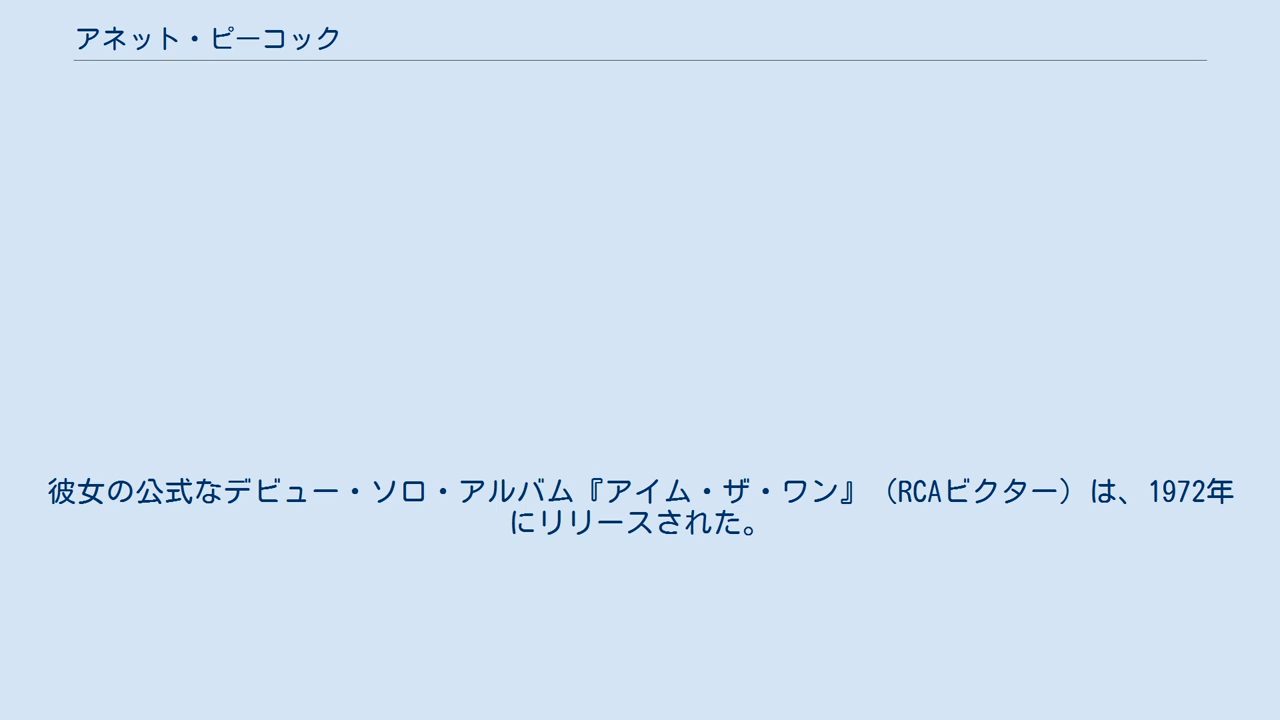 アネット・ピーコック
彼女の公式なデビュー・ソロ・アルバム『アイム・ザ・ワン』（RCAビクター）は、1972年
にリリースされた。